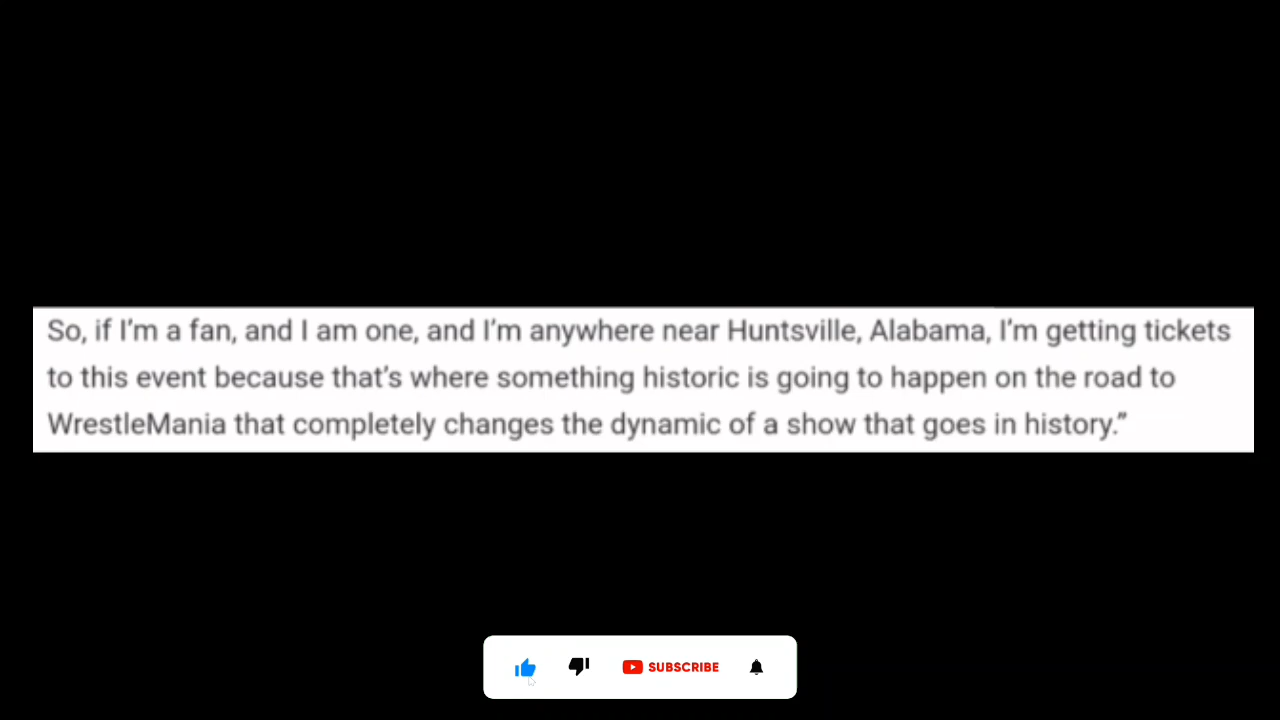 So, if I’m a fan, and I am one, and I’m anywhere near Huntsville, Alabama, I’m getting tickets
to this event because that’s where something historic is going to happen on the road to
WrestleMania that completely changes the dynamic of a show that goes in history.”
SUBSCRIBE